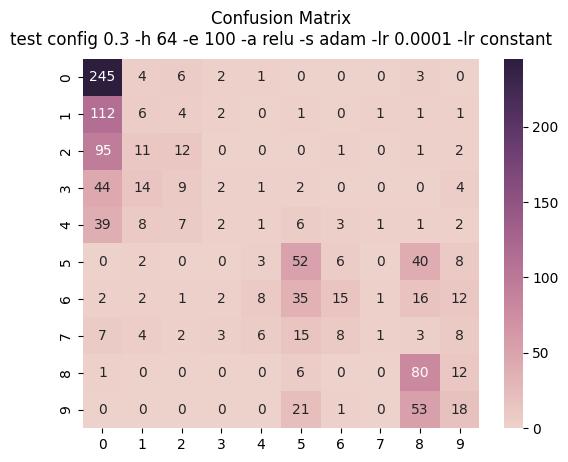 Confusion Matrix
test config 0.3 -h 64 -e 100 -a relu -s adam -lr 0.0001 -lr constant
0 245 4 6 2 1 0 0 0 3 0
1 112 6 4 2 0 1 0 1 1 1
2 95 11 12 0 0 0 1 0 1 2
3 44 14 9 2 1 2 0 0 0 4
4 39 8 7 2 1 6 3 1 1 2
5 0 2 0 0 3 52 6 0 40 8
6 2 2 1 2 8 35 15 1 16 12
7 7 4 2 3 6 15 8 1 3 8
8 1 0 0 0 0 6 0 0 80 12
9 0 0 0 0 0 21 1 0 53 18
0 1 2 3 4 5 6 7 8 9
200
150
100
50
0